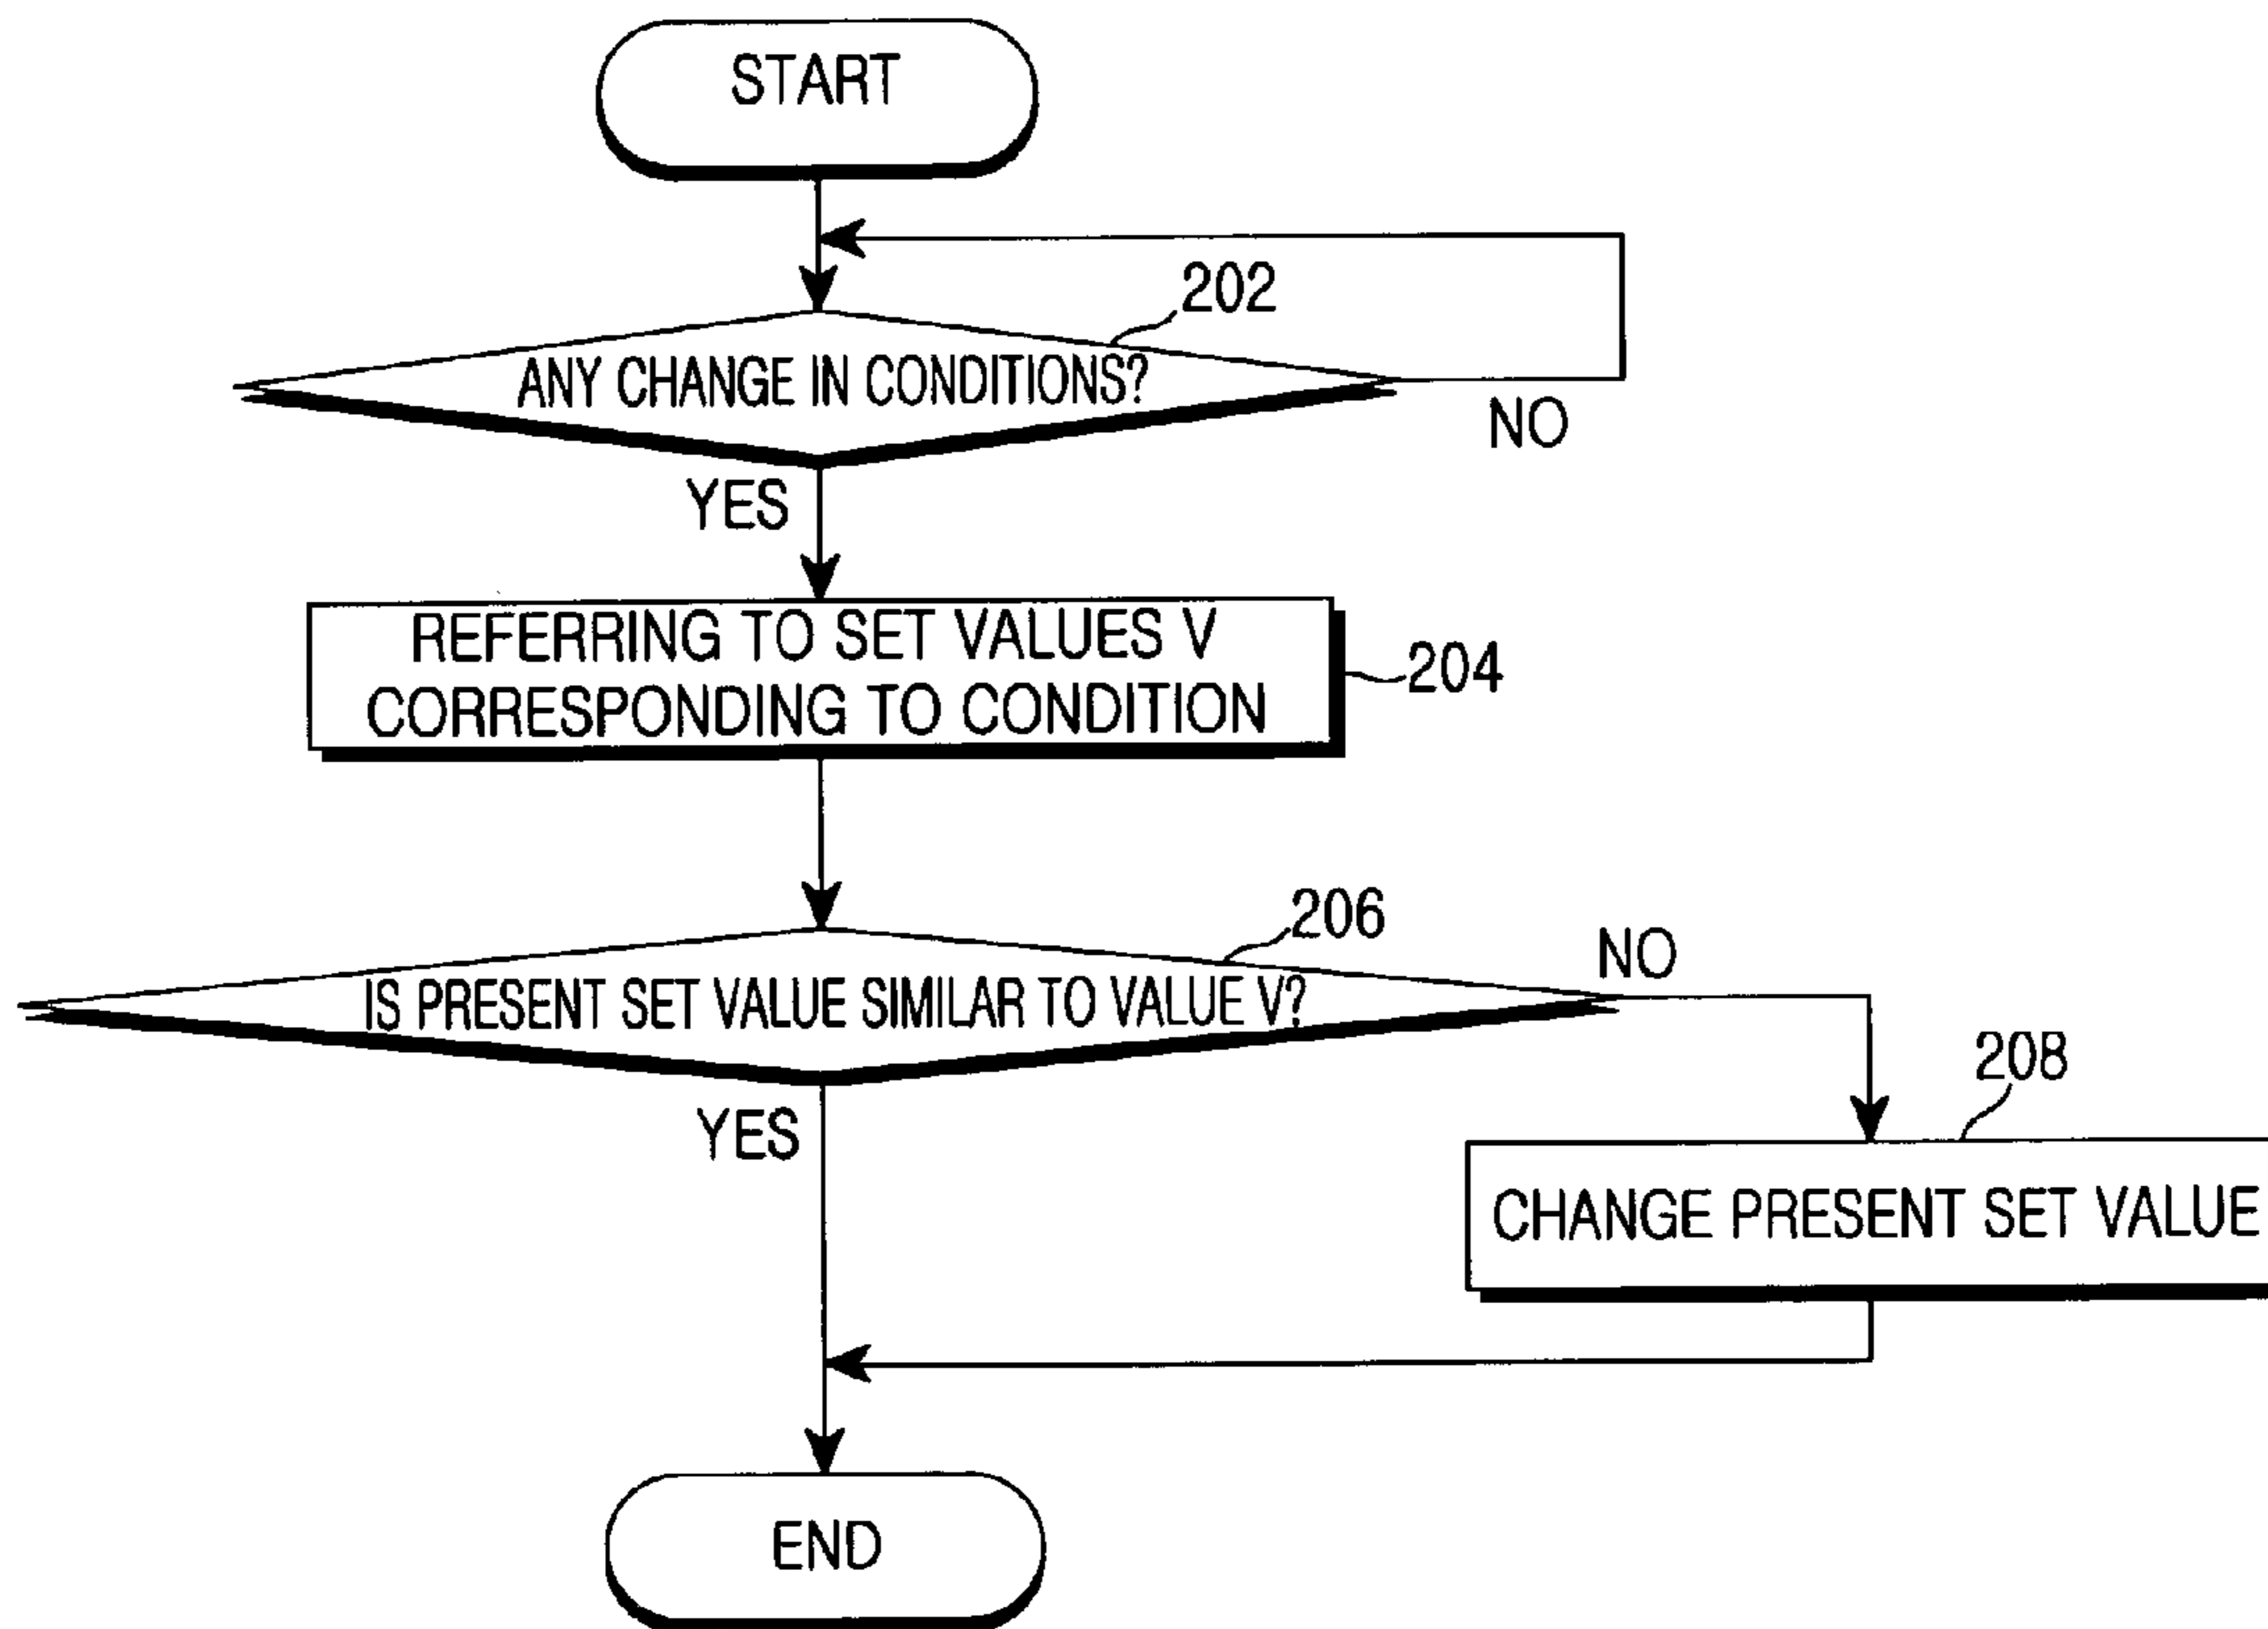 START
202
ANY CHANGE IN CONDITIONS?
NO
YES
REFERRING TO SET VALUES V
CORRESPONDING TO CONDITION
204
206
NO
IS PRESENT SET VALUE SIMILAR TO VALUE V?
208
YES
CHANGE PRESENT SET VALUE
END